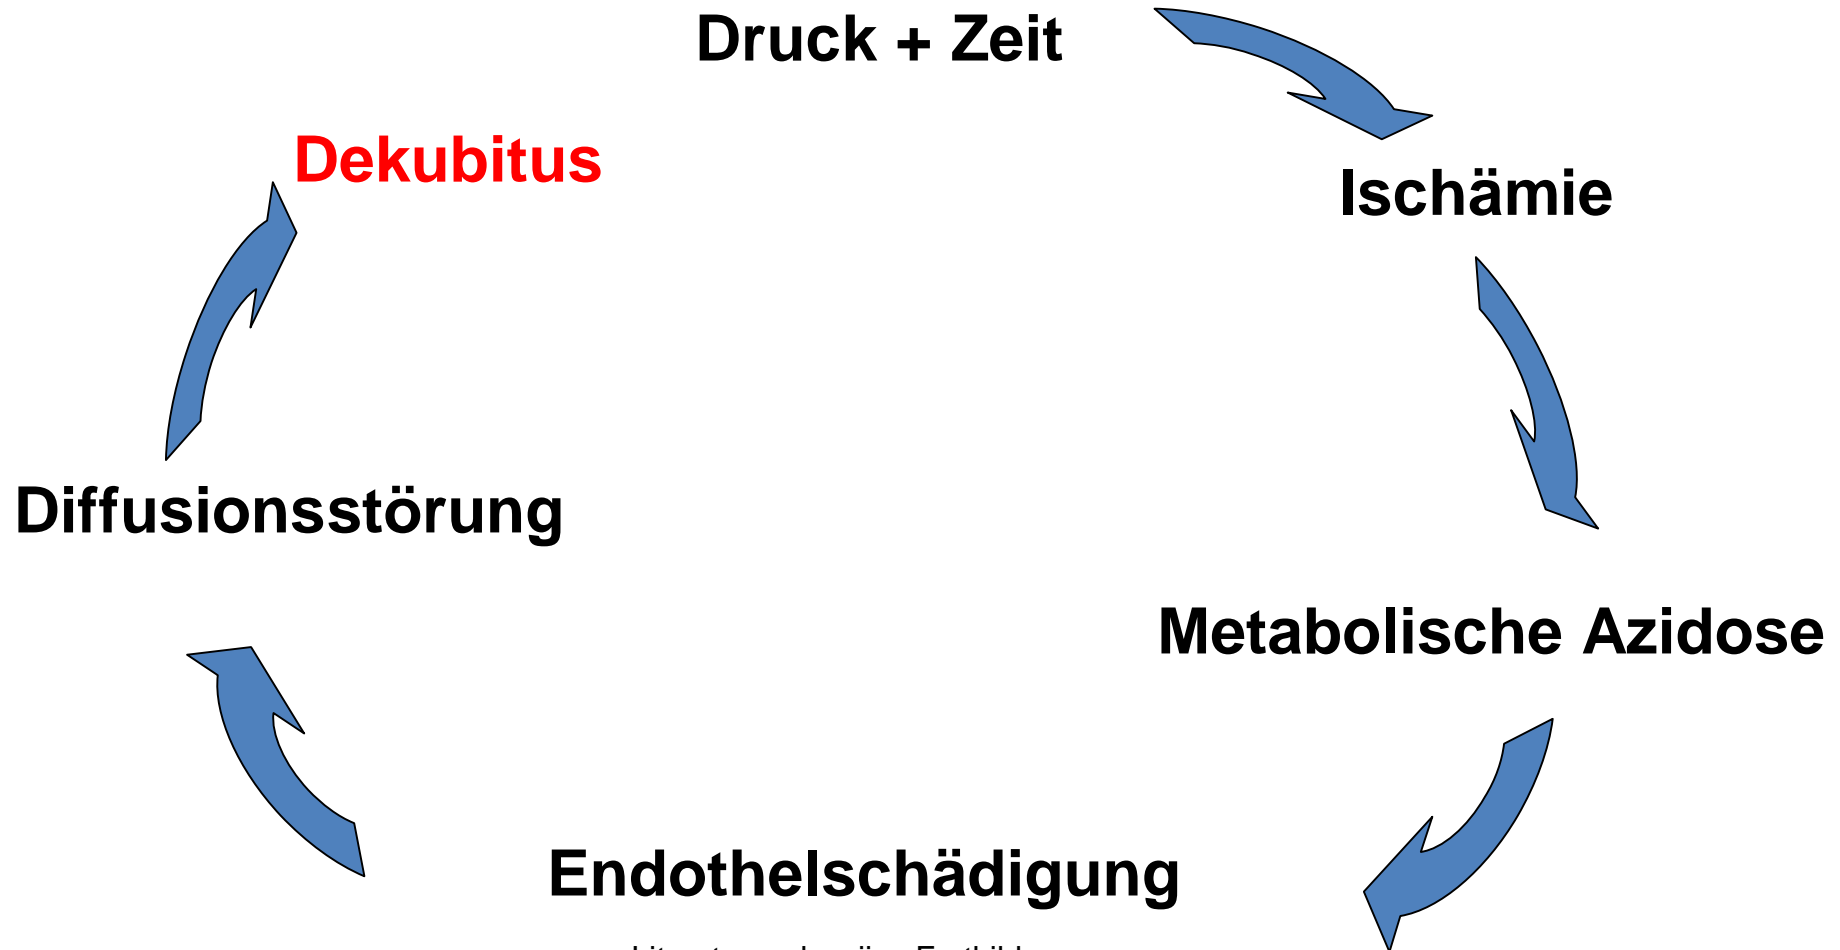 Druck + Zeit
Dekubitus
Ischämie
Diffusionsstörung
Metabolische Azidose
Endothelschädigung